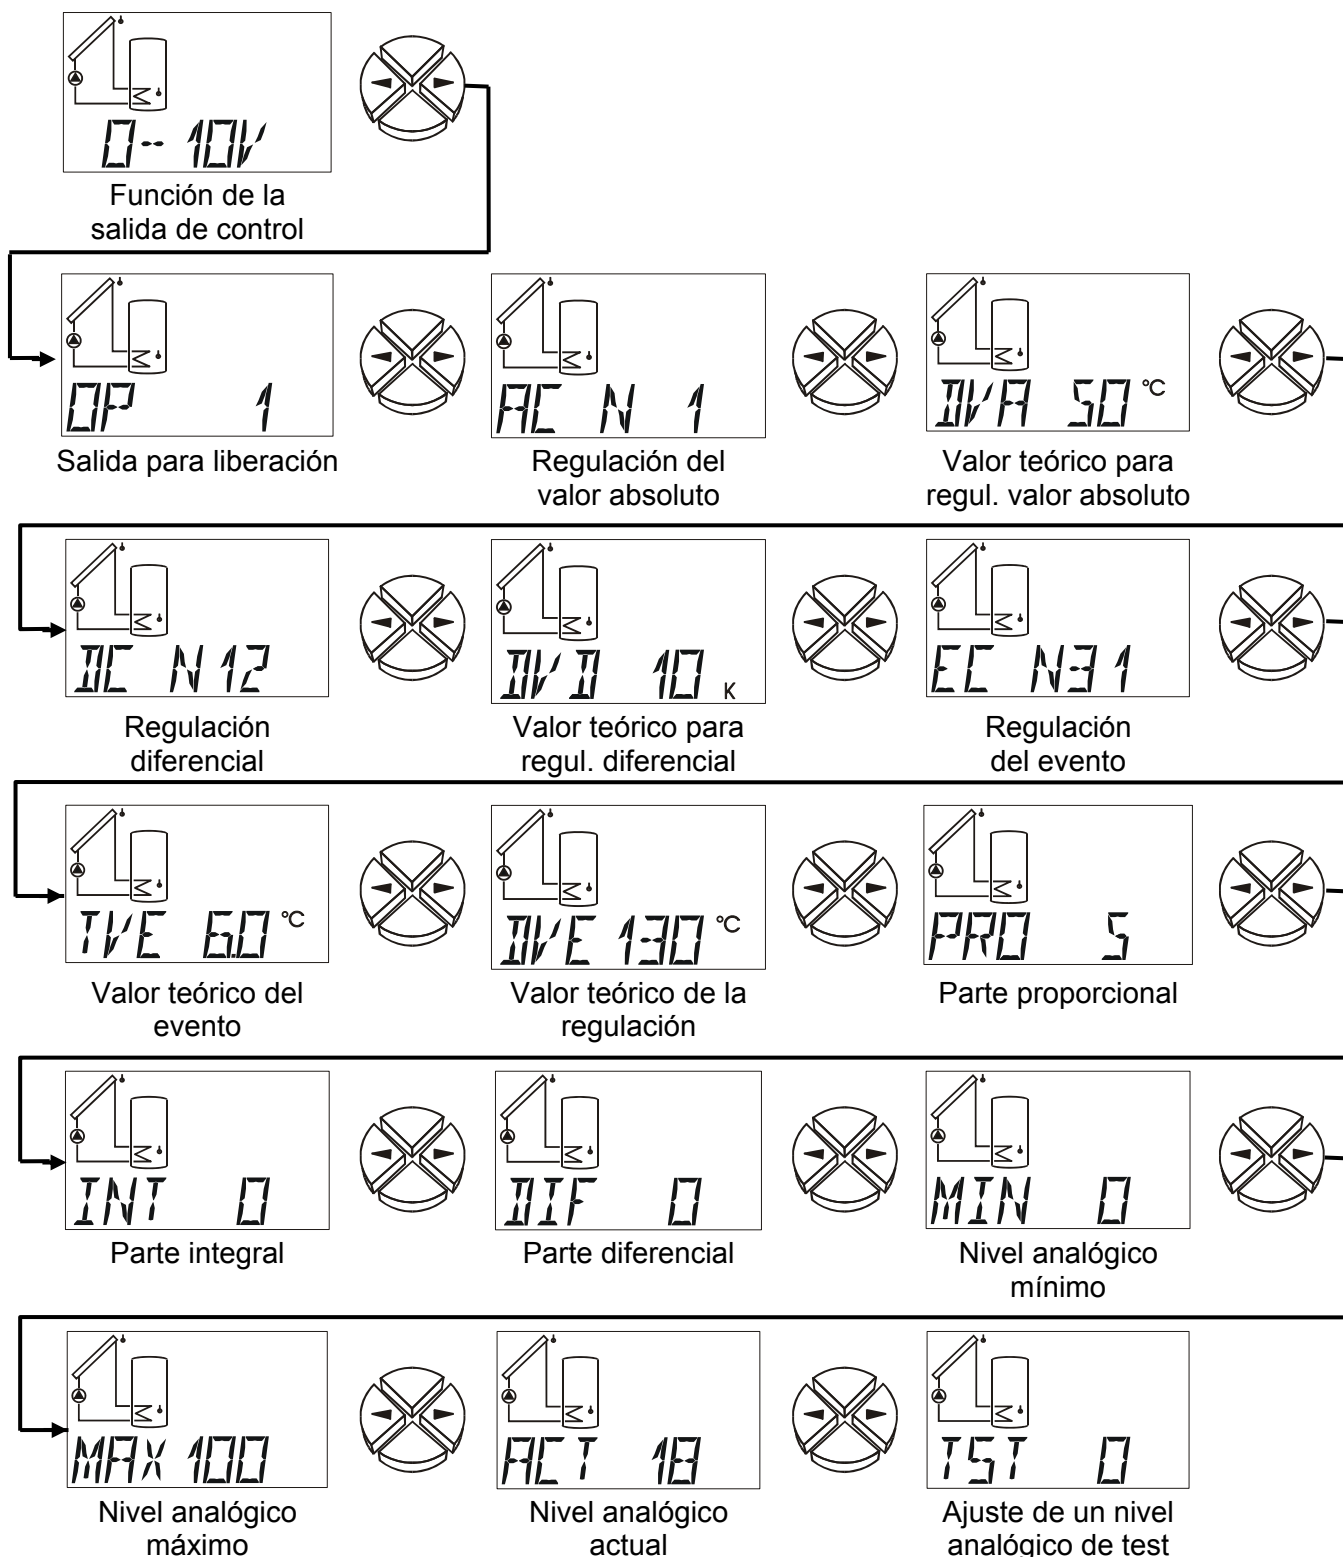 0-- 10V
Función de la
salida de control
OP 1
AC N 1
DVA 50 °C
Salida para liberación
Regulación del
valor absoluto
Valor teórico para
regul. valor absoluto
DC N 12
DVD 10 K
EC N31
Regulación
diferencial
Valor teórico para
regul. diferencial
Regulación
del evento
TVE 60 °C
DVE 130 °C
PRO 5
Valor teórico del
evento
Valor teórico de la
regulación
Parte proporcional
INT 0
DIF 0
MIN 0
Parte integral
Parte diferencial
Nivel analógico
mínimo
MAX 100
ACT 18
TST 0
Nivel analógico
máximo
Nivel analógico
actual
Ajuste de un nivel
analógico de test